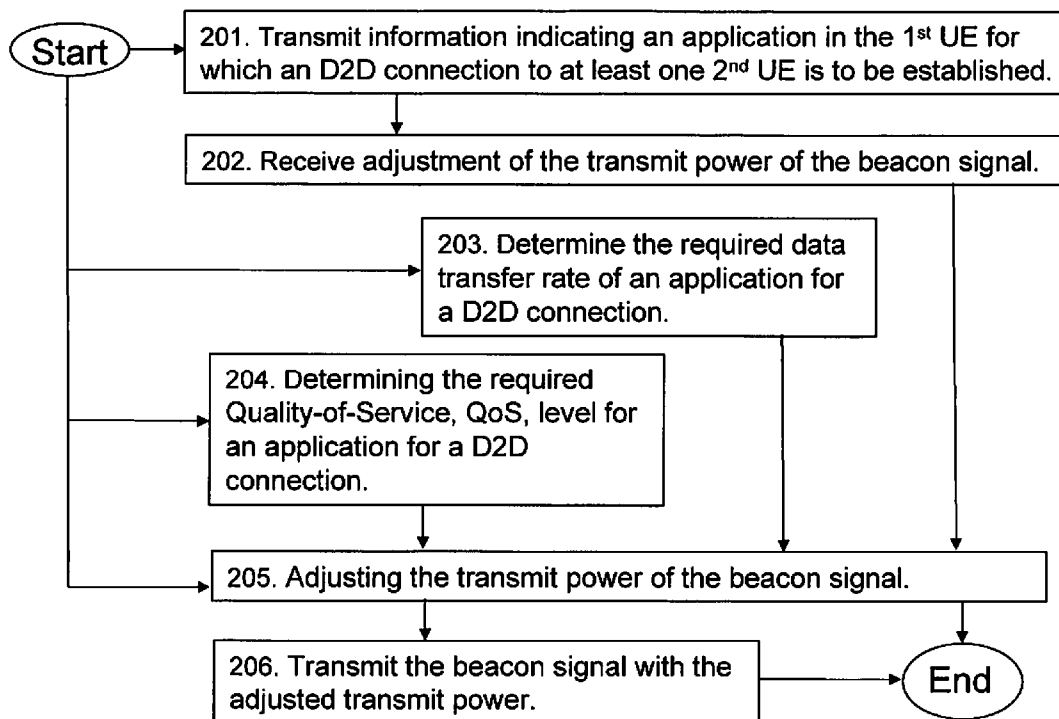 Start
201. Transmit information indicating an application in the 1st UE for
which an D2D connection to at least one 2nd UE is to be established.
202. Receive adjustment of the transmit power of the beacon signal.
203. Determine the required data
transfer rate of an application for
a D2D connection.
204. Determining the required
Quality-of-Service, QoS, level for
an application for a D2D
connection.
205. Adjusting the transmit power of the beacon signal.
206. Transmit the beacon signal with the
adjusted transmit power.
End